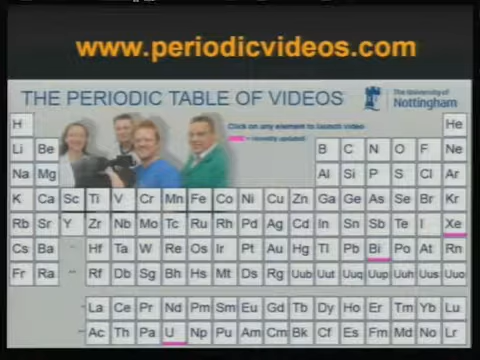 www.periodicvideos.com
THE PERIODIC TABLE OF VIDEOS
The University of
Nottingham
Click on any element to launch video
= recently updated
H He
Li Be B C N O F Ne
Na Mg Al Si P S Cl Ar
K Ca Sc Ti V Cr Mn Fe Co Ni Cu Zn Ga Ge As Se Br Kr
Rb Sr Y Zr Nb Mo Tc Ru Rh Pd Ag Cd In Sn Sb Te I Xe
Cs Ba Hf Ta W Re Os Ir Pt Au Hg Tl Pb Bi Po At Rn
Fr Ra Rf Db Sg Bh Hs Mt Ds Rg Uub Uut Uuq Uup Uuh Uus Uuo
La Ce Pr Nd Pm Sm Eu Gd Tb Dy Ho Er Tm Yb Lu
Ac Th Pa U Np Pu Am Cm Bk Cf Es Fm Md No Lr